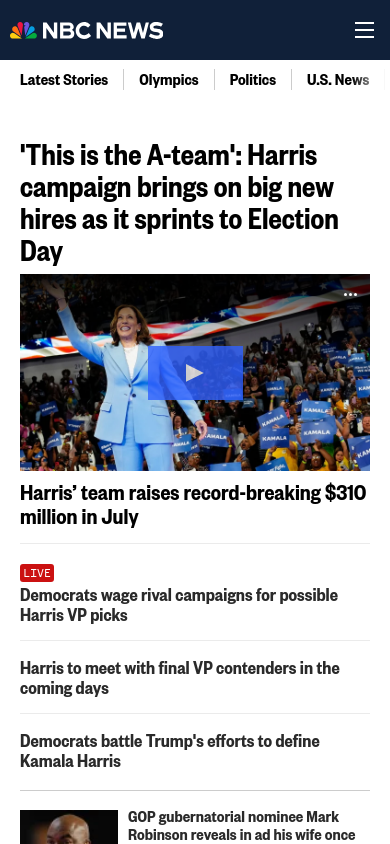 NBC NEWS
Latest Stories
Olympics
Politics
U.S. News
'This is the A-team': Harris
campaign brings on big new
hires as it sprints to Election
Day
KAMALA
KAMALA
KAMALA
KAMALA
KAMALA
Harris’ team raises record-breaking $310
million in July
LIVE
Democrats wage rival campaigns for possible
Harris VP picks
Harris to meet with final VP contenders in the
coming days
Democrats battle Trump's efforts to define
Kamala Harris
GOP gubernatorial nominee Mark
Robinson reveals in ad his wife once